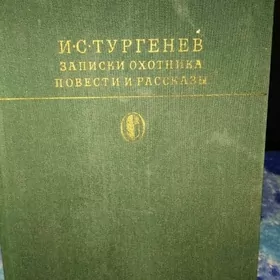 И·С·ТУРГЕНЕВ
ЗАПИСКИ ОХОТНИКА
ПОВЕСТИ И РАССКАЗЫ